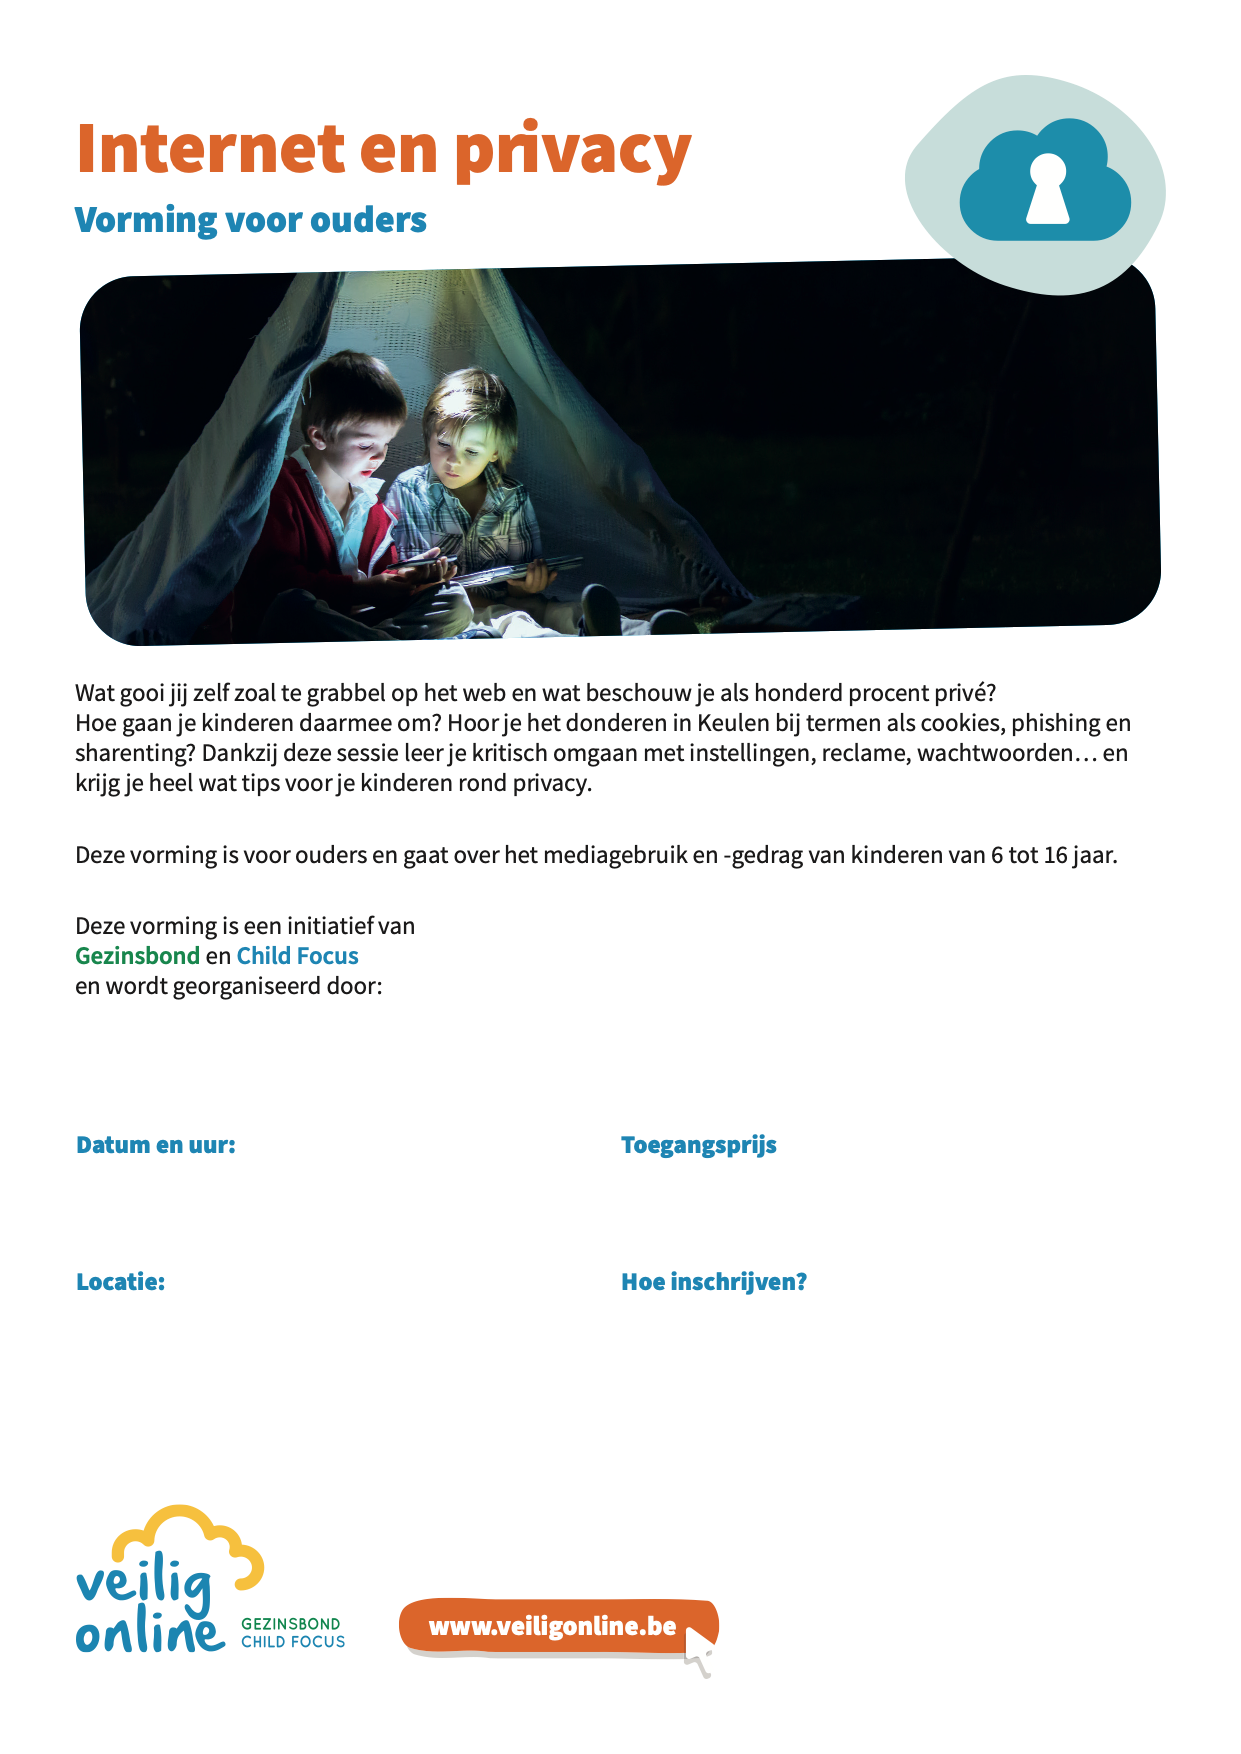 Internet en privacy
Vorming voor ouders
Wat gooi jij zelf zoal te grabbel op het web en wat beschouw je als honderd procent privé?
Hoe gaan je kinderen daarmee om? Hoor je het donderen in Keulen bij termen als cookies, phishing en
sharenting? Dankzij deze sessie leer je kritisch omgaan met instellingen, reclame, wachtwoorden… en
krijg je heel wat tips voor je kinderen rond privacy.
Deze vorming is voor ouders en gaat over het mediagebruik en -gedrag van kinderen van 6 tot 16 jaar.
Deze vorming is een initiatief van
Gezinsbond en Child Focus
en wordt georganiseerd door:
Datum en uur:
Toegangsprijs
Locatie:
Hoe inschrijven?
veilig
online
GEZINSBOND
CHILD FOCUS
www.veiligonline.be